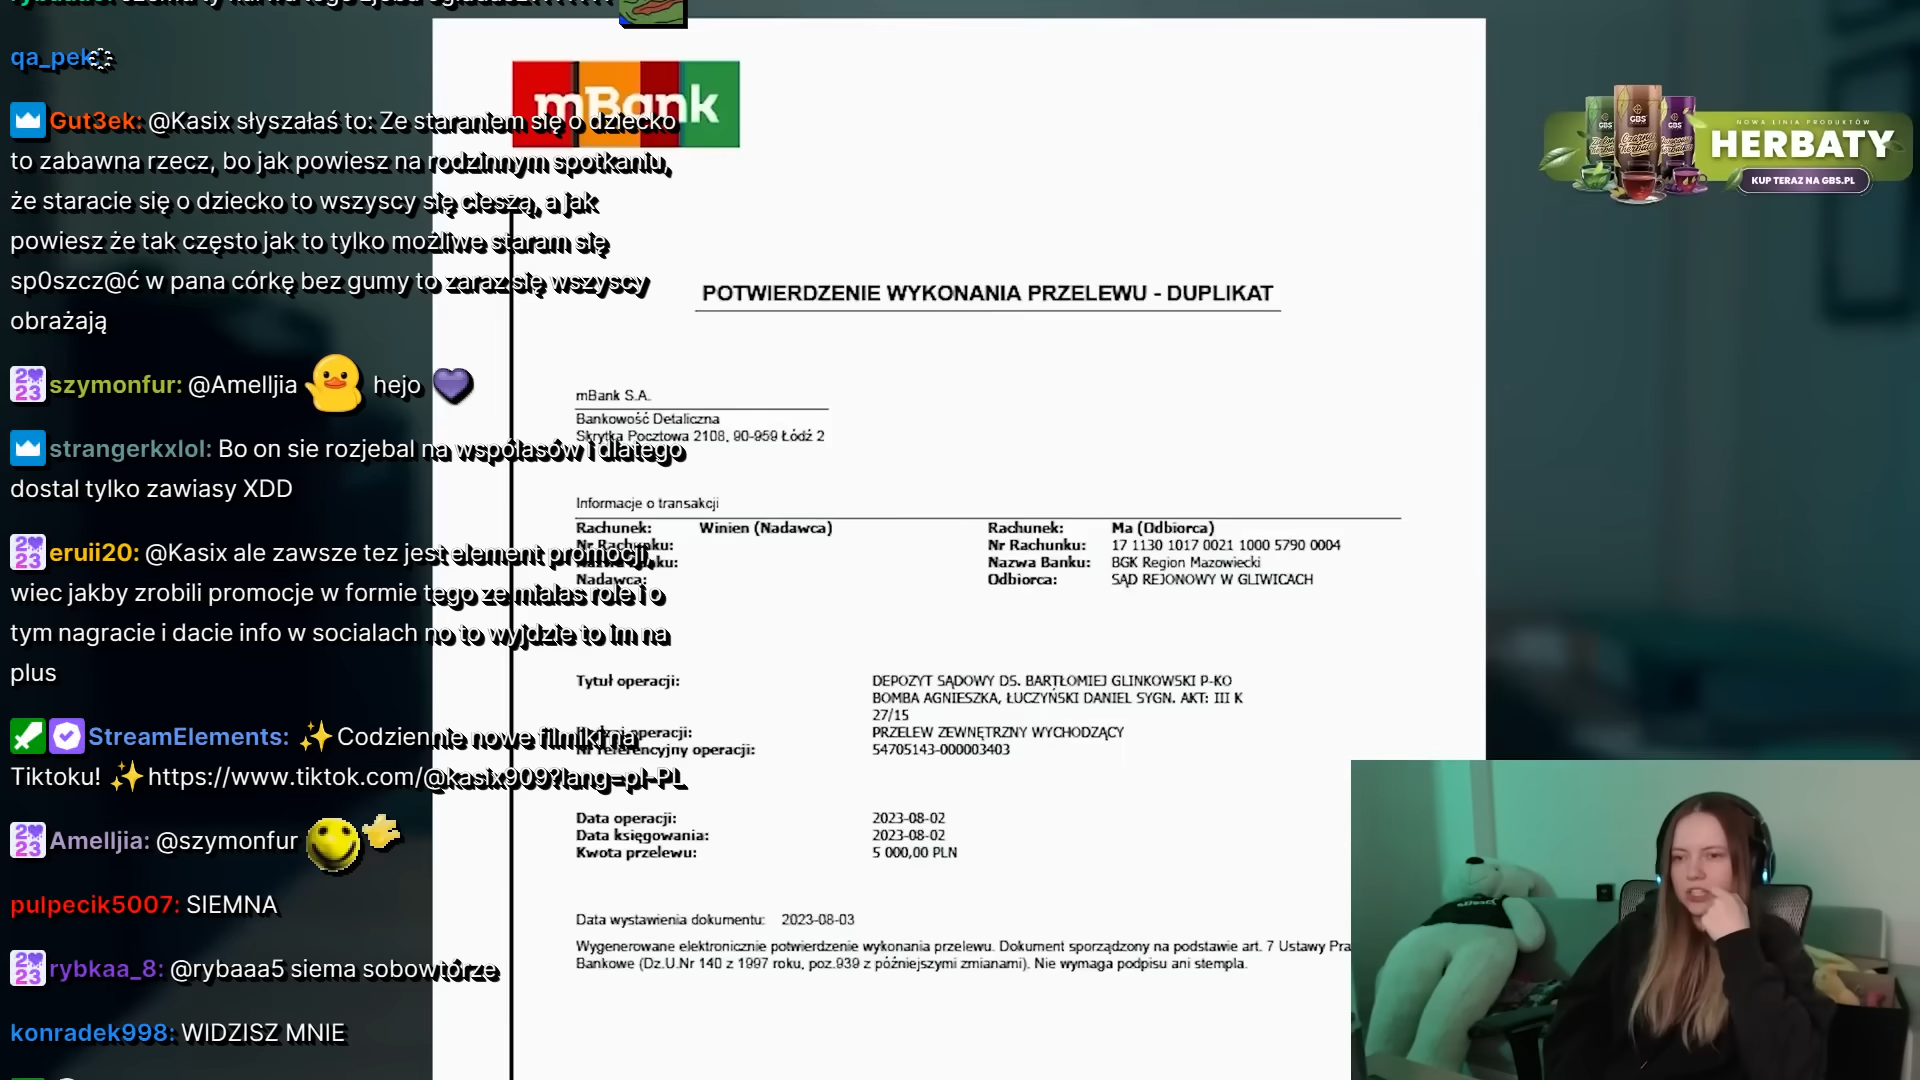 qa_pek
Gut3ek: @Kasix słyszałaś to: Ze staraniem się o dziecko
to zabawna rzecz, bo jak powiesz na rodzinnym spotkaniu,
że staracie się o dziecko to wszyscy się cieszą, a jak
powiesz że tak często jak to tylko możliwe staram się
sp0szcz@ć w pana córkę bez gumy to zaraz się wszyscy
obrażają
szymonfur: @Amelljia hejo
strangerkxlol: Bo on sie rozjebal na wspólasów i dlatego
dostal tylko zawiasy XDD
eruii20: @Kasix ale zawsze tez jest element promocji,
wiec jakby zrobili promocje w formie tego ze mialas role i o
tym nagracie i dacie info w socialach no to wyjdzie to im na
plus
StreamElements: Codziennie nowe filmiki na
Tiktoku! https://www.tiktok.com/@kasix909?lang=pl-PL
Amelljia: @szymonfur
pulpecik5007: SIEMNA
rybkaa_8: @rybaaa5 siema sobowtórze
konradek998: WIDZISZ MNIE
mBank
POTWIERDZENIE WYKONANIA PRZELEWU - DUPLIKAT
mBank S.A.
Bankowość Detaliczna
Skrytka Pocztowa 2108, 90-959 Łódź 2
Informacje o transakcji
Rachunek: Winien (Nadawca) Rachunek: Ma (Odbiorca)
Nr Rachunku: Nr Rachunku: 17 1130 1017 0021 1000 5790 0004
Nazwa Banku: BGK Region Mazowiecki
Nadawca: Odbiorca: SĄD REJONOWY W GLIWICACH
Tytuł operacji: DEPOZYT SĄDOWY DS. BARTŁOMIEJ GLINKOWSKI P-KO
BOMBA AGNIESZKA, ŁUCZYŃSKI DANIEL SYGN. AKT: III K
27/15
operacji: PRZELEW ZEWNĘTRZNY WYCHODZĄCY
Nr referencyjny operacji: 54705143-000003403
Data operacji: 2023-08-02
Data księgowania: 2023-08-02
Kwota przelewu: 5 000,00 PLN
Data wystawienia dokumentu: 2023-08-03
Wygenerowane elektronicznie potwierdzenie wykonania przelewu. Dokument sporządzony na podstawie art. 7 Ustawy Pra
Bankowe (Dz.U.Nr 140 z 1997 roku, poz.939 z późniejszymi zmianami). Nie wymaga podpisu ani stempla.
NOWA LINIA PRODUKTÓW
HERBATY
KUP TERAZ NA GBS.PL
GBS
GBS
GBS